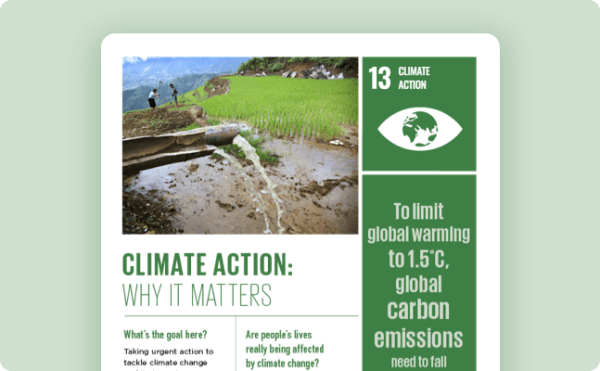 13 CLIMATE
ACTION
To limit
global warming
to 1.5°C,
global
carbon
emissions
need to fall
CLIMATE ACTION:
WHY IT MATTERS
What's the goal here?
Taking urgent action to
tackle climate change
Are people's lives
really being affected
by climate change?